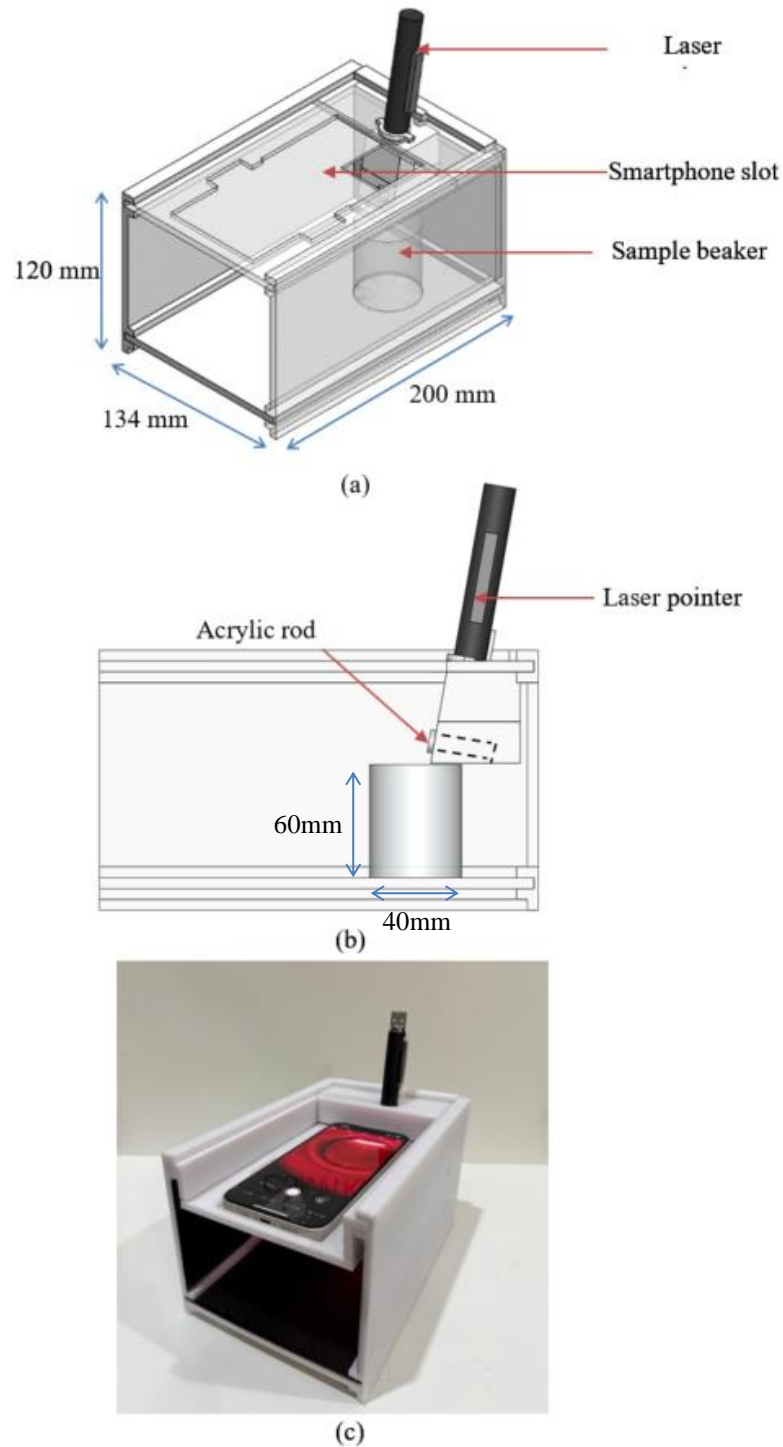 Laser
Smartphone slot
Sample beaker
120 mm
134 mm
200 mm
(a)
Laser pointer
Acrylic rod
60mm
40mm
(b)
(c)